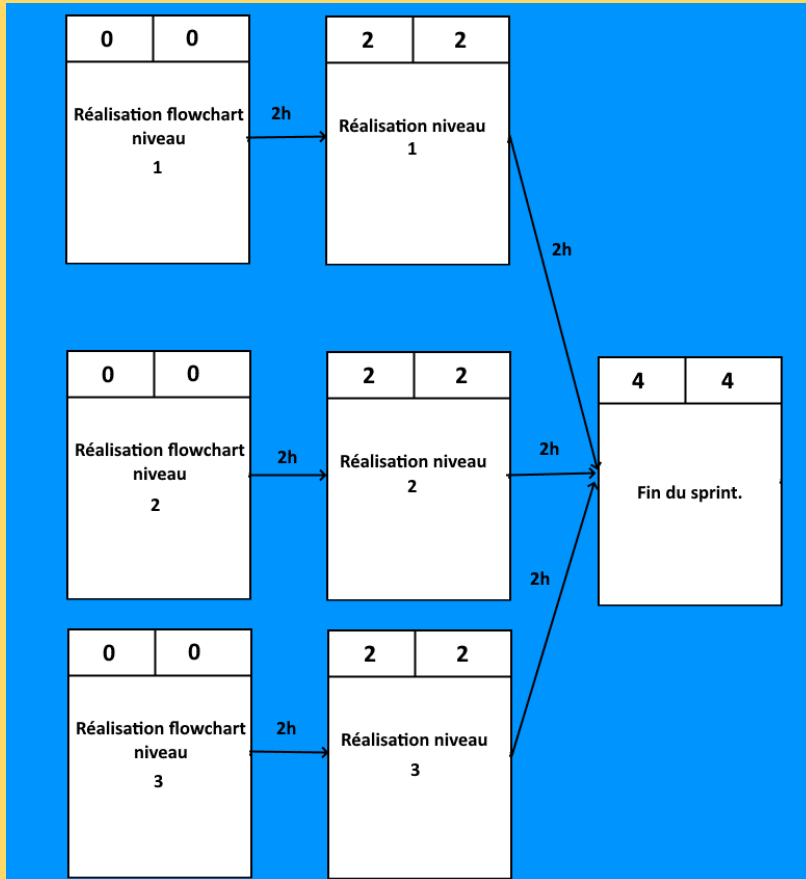 0 0
2 2
Réalisation flowchart
niveau
1
2h
Réalisation niveau
1
2h
0 0
2 2
4 4
Réalisation flowchart
niveau
2
2h
Réalisation niveau
2
2h
Fin du sprint.
2h
0 0
2 2
Réalisation flowchart
niveau
3
2h
Réalisation niveau
3